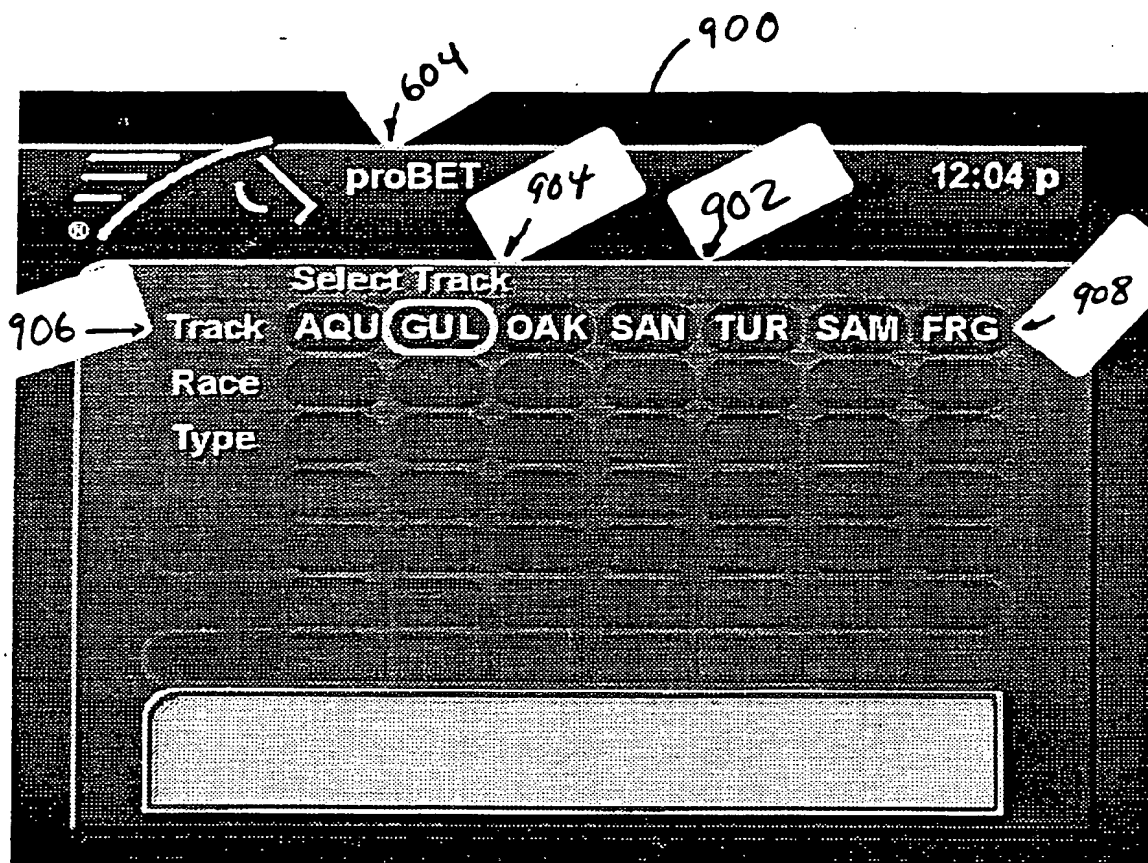 900
604
proBET
12:04 p
904
902
®
Select Track
908
906
Track AQU GUL OAK SAN TUR SAM FRG
Race
Type